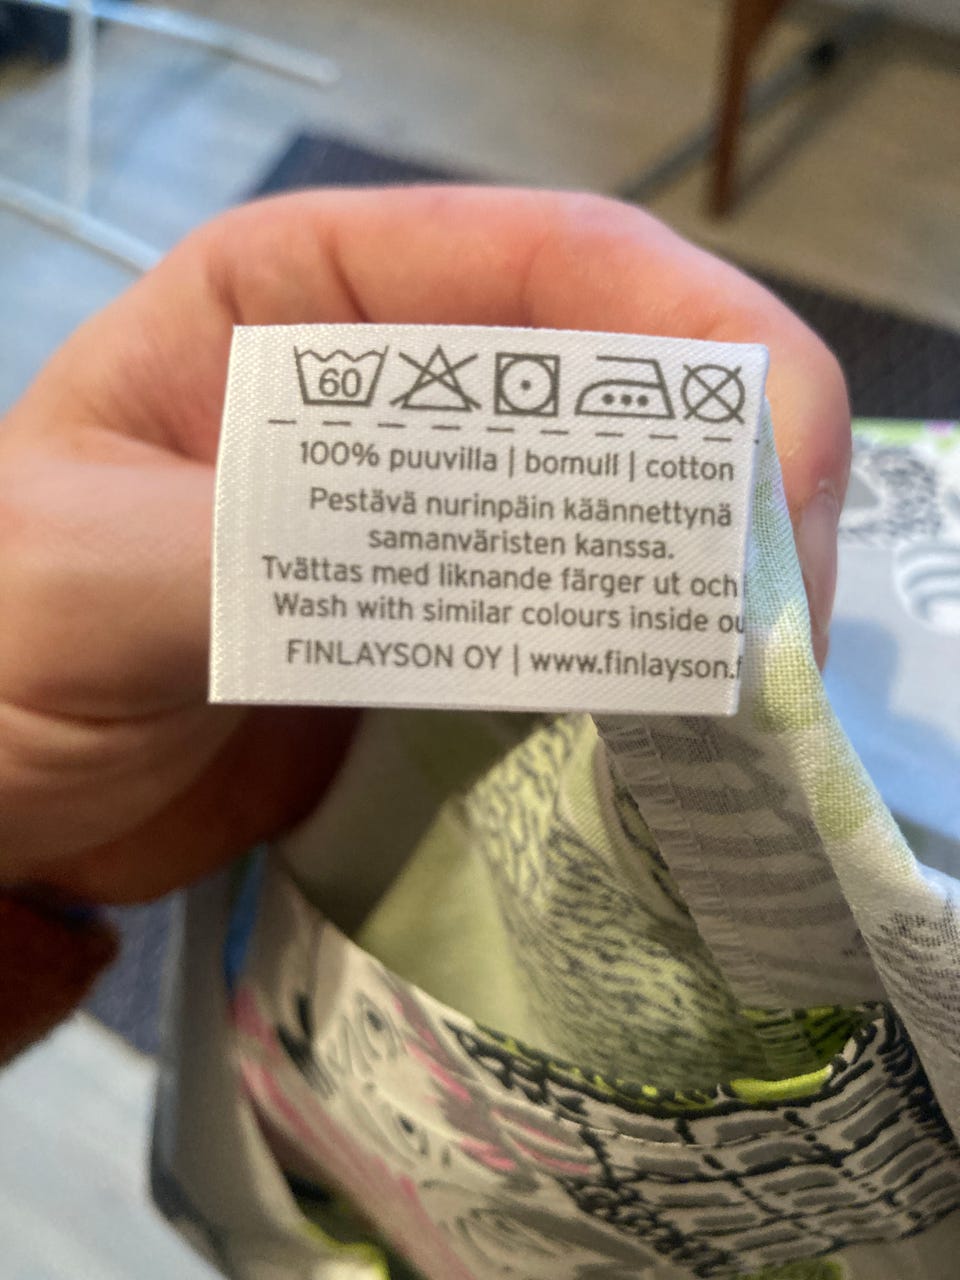 60
100% puuvilla | bomull | cotton
Pestävä nurinpäin käännettynä
samanväristen kanssa.
Tvättas med liknande färger ut och
Wash with similar colours inside
FINLAYSON OY | www.finlayson.